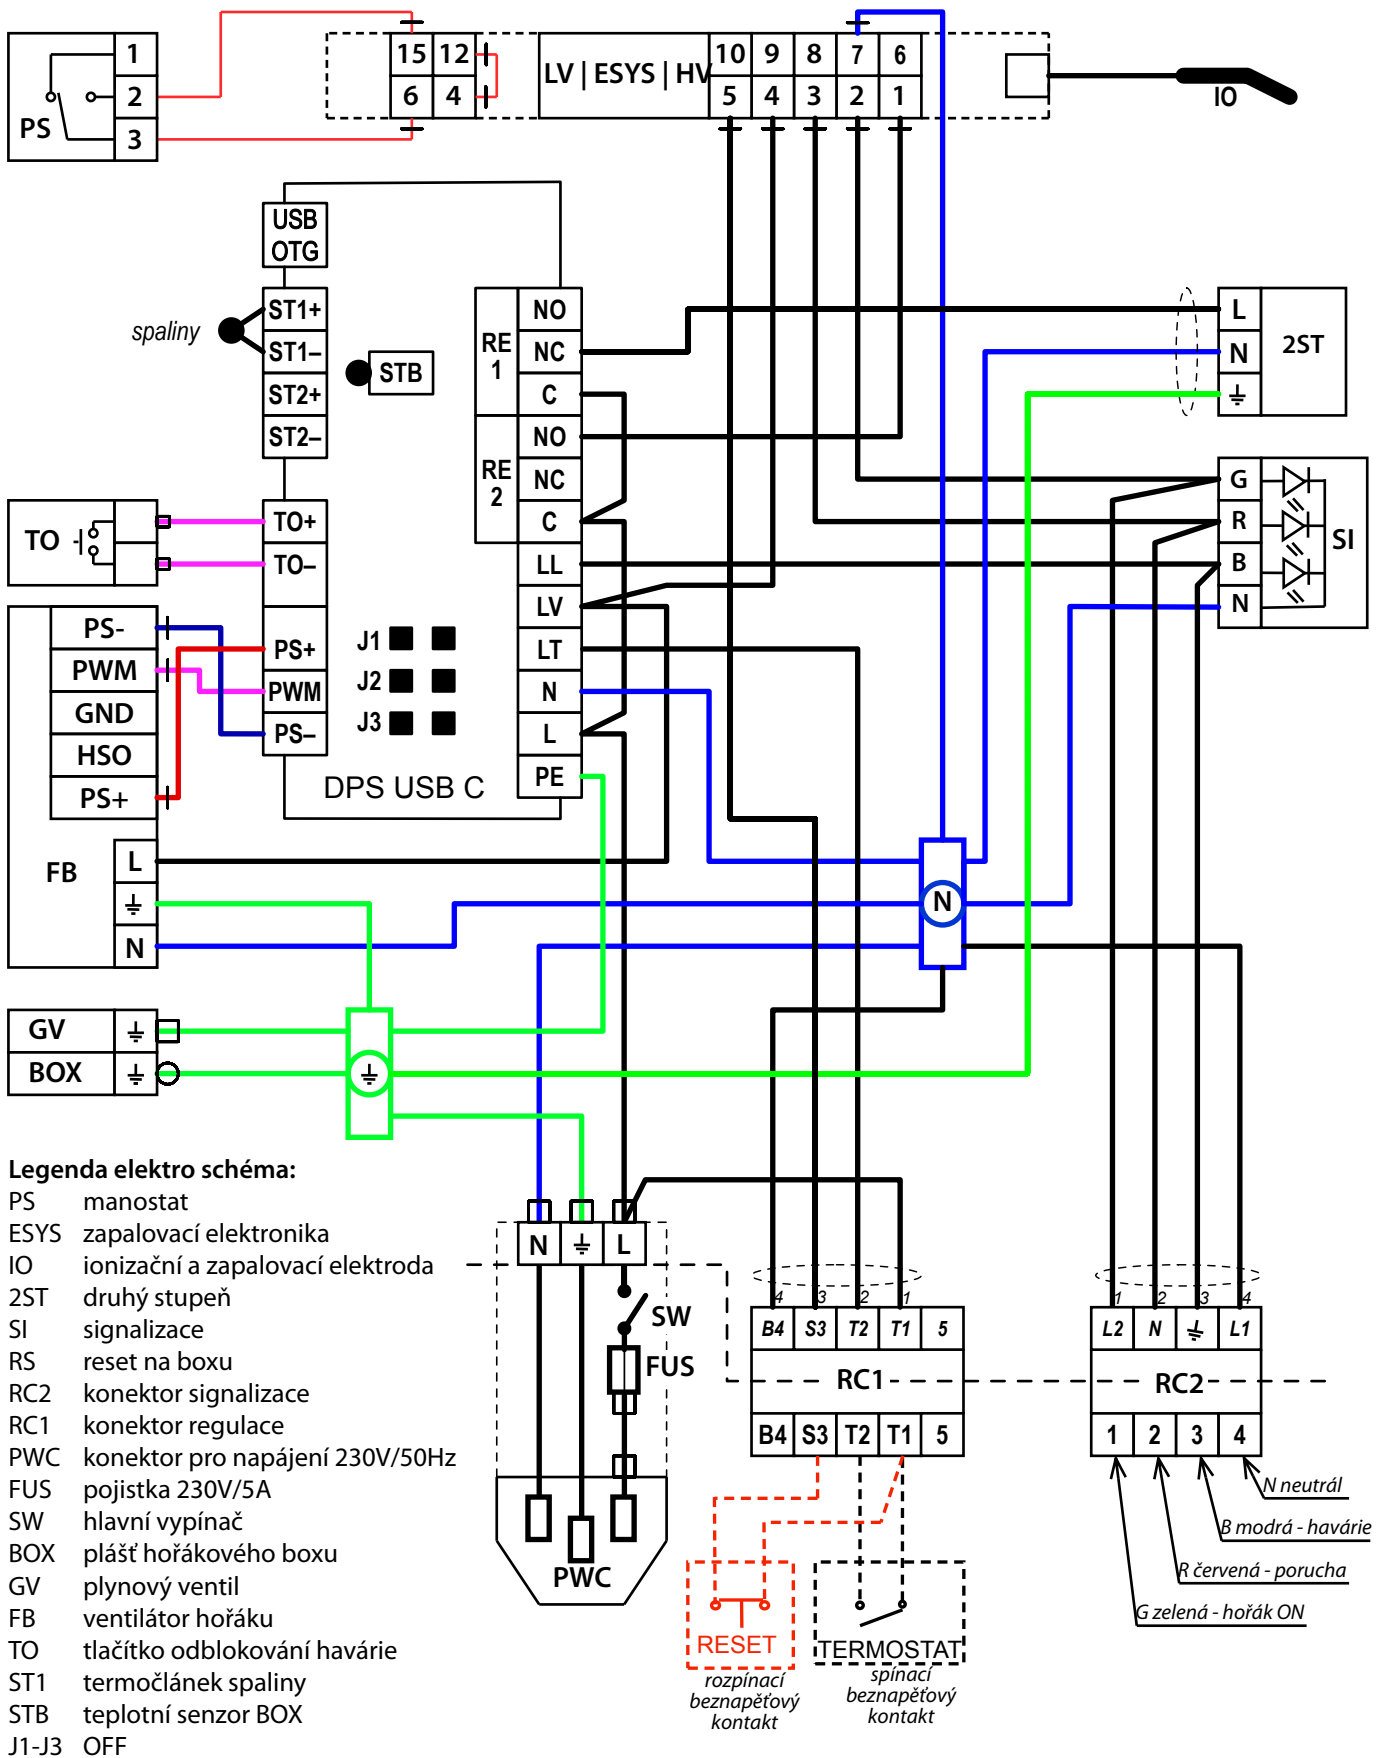 1
2
3
PS
15 12
6 4
LV | ESYS | HV
10 9 8 7 6
5 4 3 2 1
IO
USB
OTG
ST1+
ST1–
ST2+
ST2–
spaliny
STB
RE
1
RE
2
NO
NC
C
NO
NC
C
LL
LV
LT
N
L
PE
L
N
⏚
2ST
G
R
B
N
SI
TO
TO+
TO–
PS+
PWM
PS–
J1
J2
J3
DPS USB C
PS-
PWM
GND
HSO
PS+
FB
L
⏚
N
N
GV ⏚
BOX ⏚
⏚
Legenda elektro schéma:
PS manostat
ESYS zapalovací elektronika
IO ionizační a zapalovací elektroda
2ST druhý stupeň
SI signalizace
RS reset na boxu
RC2 konektor signalizace
RC1 konektor regulace
PWC konektor pro napájení 230V/50Hz
FUS pojistka 230V/5A
SW hlavní vypínač
BOX plášť hořákového boxu
GV plynový ventil
FB ventilátor hořáku
TO tlačítko odblokování havárie
ST1 termočlánek spaliny
STB teplotní senzor BOX
J1-J3 OFF
N ⏚ L
SW
FUS
PWC
4 3 2 1
B4 S3 T2 T1 5
RC1
B4 S3 T2 T1 5
1 2 3 4
L2 N ⏚ L1
RC2
1 2 3 4
N neutrál
B modrá - havárie
R červená - porucha
G zelená - hořák ON
RESET
rozpínací
beznapěťový
kontakt
TERMOSTAT
spínací
beznapěťový
kontakt